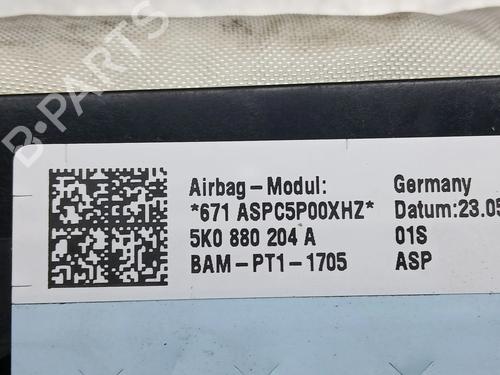 B-PARTS
Airbag-Modul: Germany
*671 ASPC5P00XHZ* Datum:23.05
5K0 880 204 A 01S
BAM-PT1-1705 ASP